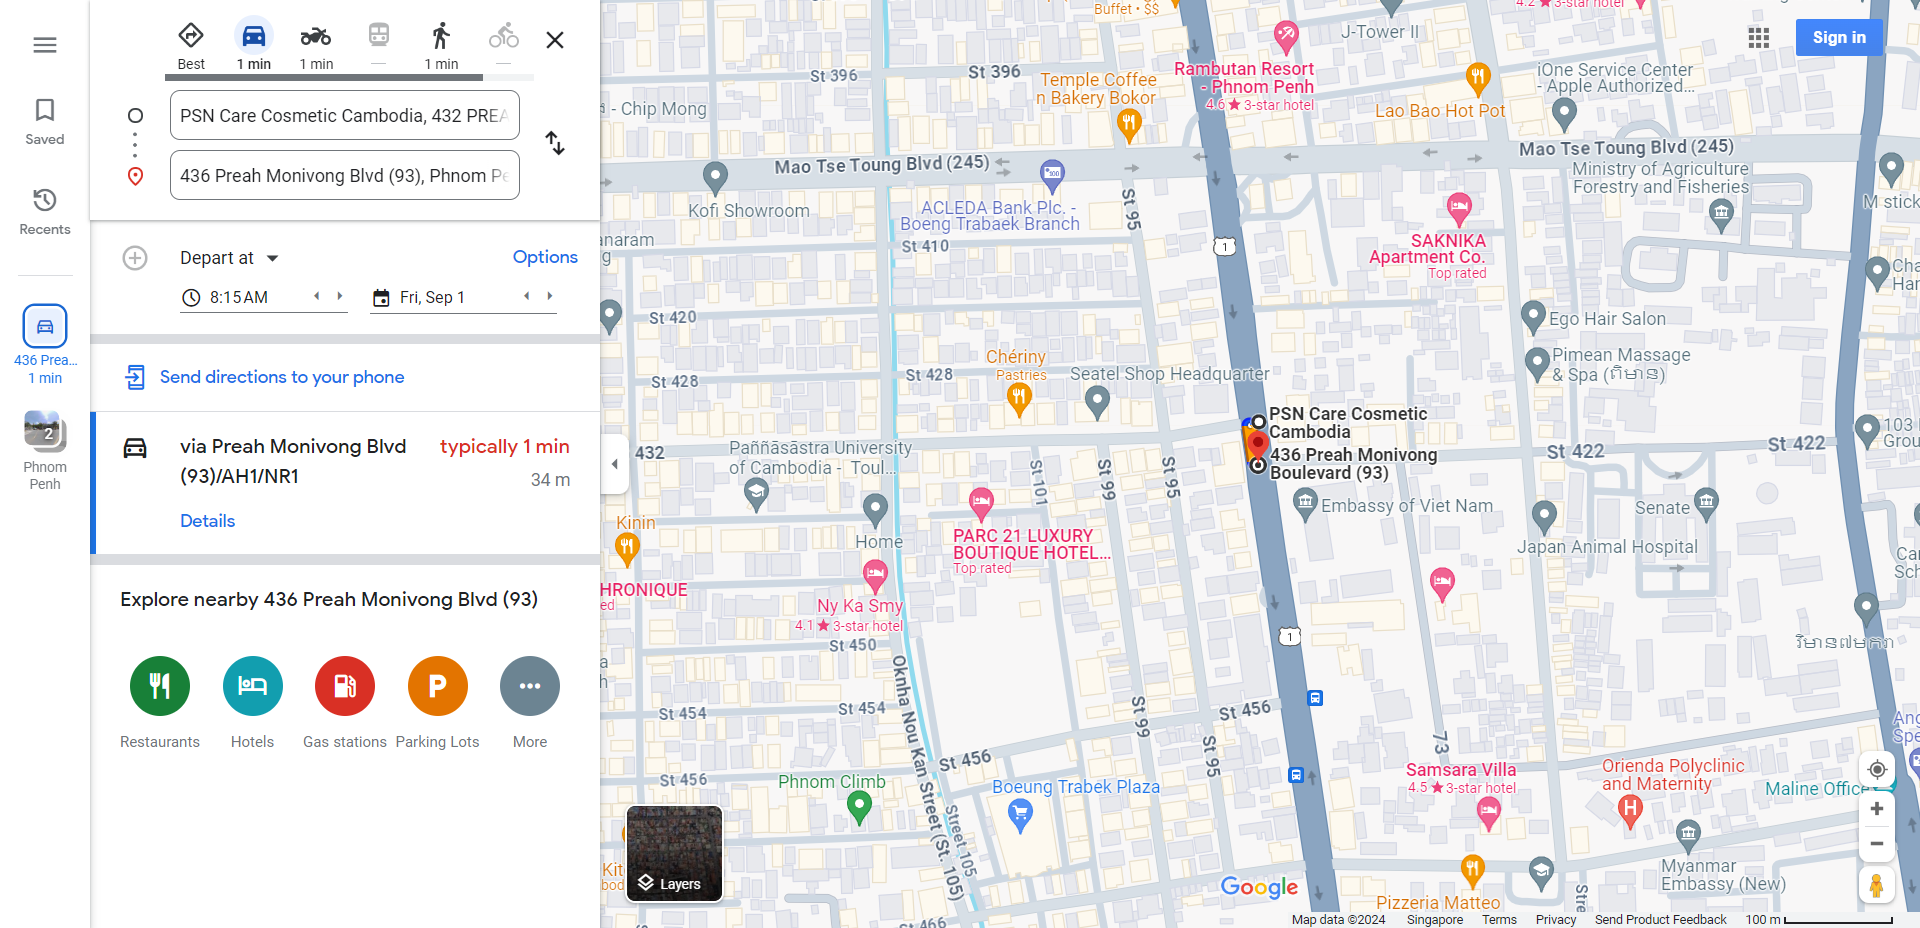 Saved
Recents
436 Prea...
1 min
2
Phnom
Penh
Best
1 min
1 min
—
1 min
—
PSN Care Cosmetic Cambodia, 432 PREA
436 Preah Monivong Blvd (93), Phnom Pe
Depart at
Options
8:15 AM
Fri, Sep 1
Send directions to your phone
via Preah Monivong Blvd
(93)/AH1/NR1
typically 1 min
34 m
Details
Explore nearby 436 Preah Monivong Blvd (93)
Restaurants
Hotels
Gas stations
P
Parking Lots
More
Buffet • $$
J-Tower II
4.2★3-star hotel
Sign in
St 396
St 396
Temple Coffee
n Bakery Bokor
Rambutan Resort
- Phnom Penh
4.6★3-star hotel
Lao Bao Hot Pot
iOne Service Center
- Apple Authorized...
- Chip Mong
Mao Tse Toung Blvd (245)
Mao Tse Toung Blvd (245)
Ministry of Agriculture
Forestry and Fisheries
M stick
Kofi Showroom
ACLEDA Bank Plc. -
Boeng Trabaek Branch
St 95
St 410
anaram
g
1
SAKNIKA
Apartment Co.
Top rated
Cha
Har
St 420
Ego Hair Salon
Chériny
Pastries
Pimean Massage
& Spa (ពិមាន)
St 428
St 428
Seatel Shop Headquarter
PSN Care Cosmetic
Cambodia
436 Preah Monivong
Boulevard (93)
103
Grou
432
Paññāsāstra University
of Cambodia - Toul...
St 101
St 99
St 95
St 422
St 422
Embassy of Viet Nam
Senate
Kinin
Home
PARC 21 LUXURY
BOUTIQUE HOTEL...
Top rated
Japan Animal Hospital
Car
Sch
HRONIQUE
ed
Ny Ka Smy
4.1★3-star hotel
1
វិមាន៧មករា
St 450
a
h
Oknha Nou Kan Street (St. 105)
St 454
St 454
St 99
St 95
St 456
73
Ang
Spe
St 456
St 456
Phnom Climb
Boeung Trabek Plaza
Samsara Villa
4.5★3-star hotel
Orienda Polyclinic
and Maternity
H
Maline Office
Street 105
Kit
bod
Layers
Google
Pizzeria Matteo
Myanmar
Embassy (New)
Stre
St 466
Map data ©2024
Singapore
Terms
Privacy
Send Product Feedback
100 m